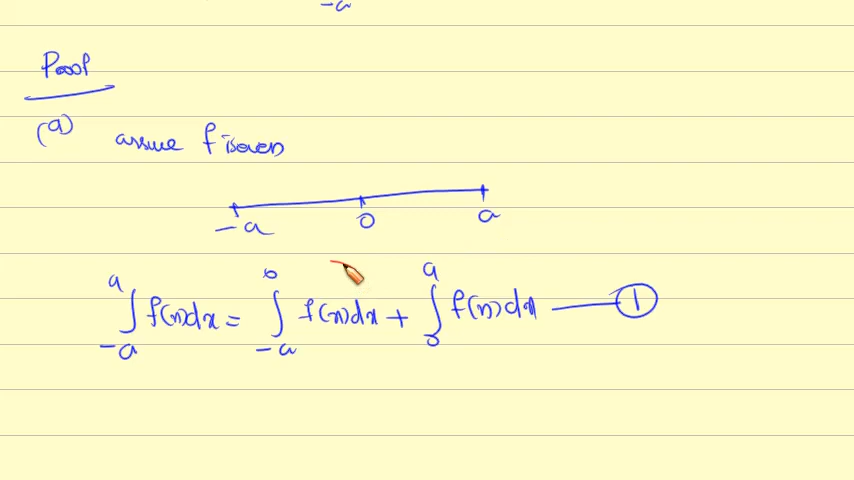 -a
Proof
(a) assume f is even
-a 0 a
∫_{-a}^{a} f(x)dx = ∫_{-a}^{0} f(x)dx + ∫_{0}^{a} f(x)dx — ①